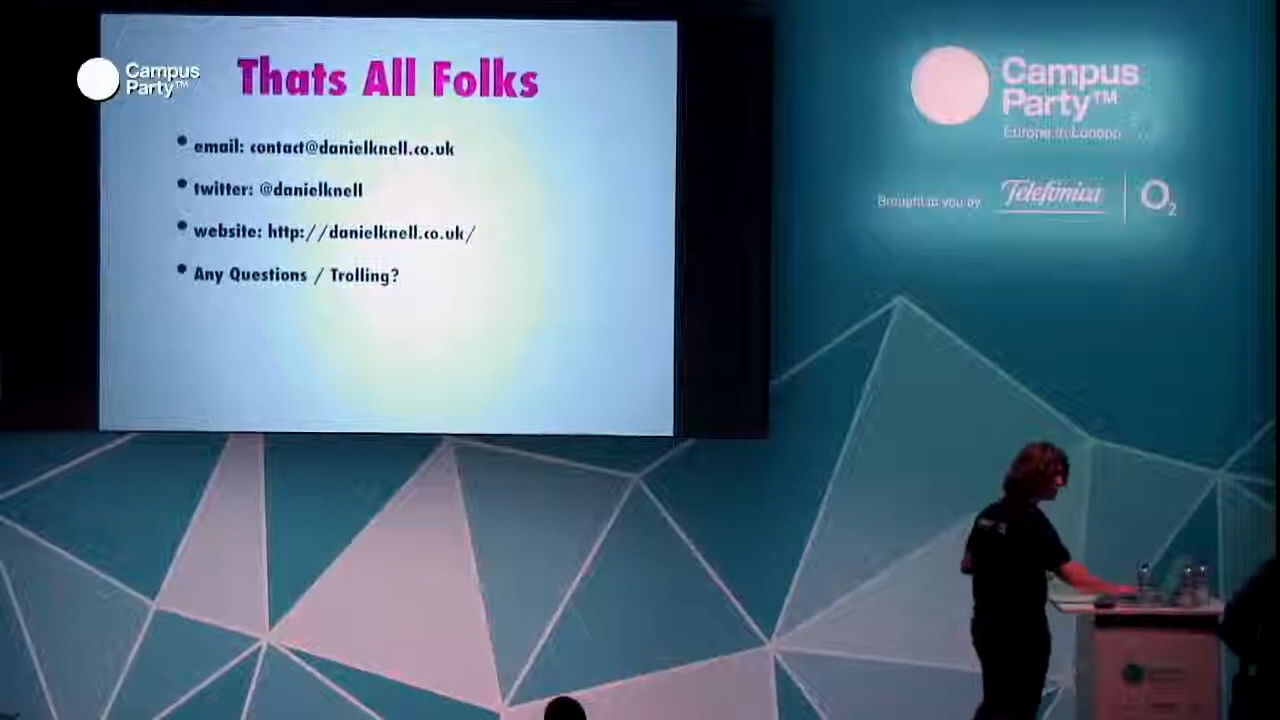 Thats All Folks
email: contact@danielknell.co.uk
twitter: @danielknell
website: http://danielknell.co.uk/
Any Questions / Trolling?
Campus
Party™
Campus
Party™
Europe in London
Brought to you by
Telefónica
O2